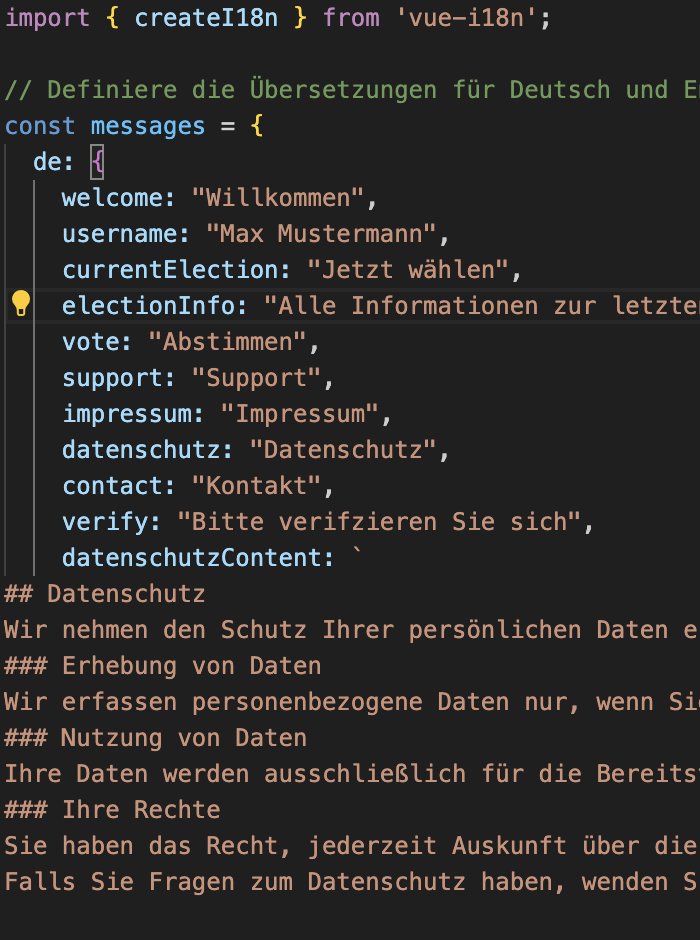 import { createI18n } from 'vue-i18n';
// Definiere die Übersetzungen für Deutsch und E
const messages = {
de: {
welcome: "Willkommen",
username: "Max Mustermann",
currentElection: "Jetzt wählen",
electionInfo: "Alle Informationen zur letzten
vote: "Abstimmen",
support: "Support",
impressum: "Impressum",
datenschutz: "Datenschutz",
contact: "Kontakt",
verify: "Bitte verifzieren Sie sich",
datenschutzContent: `
## Datenschutz
Wir nehmen den Schutz Ihrer persönlichen Daten e
### Erhebung von Daten
Wir erfassen personenbezogene Daten nur, wenn Sie
### Nutzung von Daten
Ihre Daten werden ausschließlich für die Bereitst
### Ihre Rechte
Sie haben das Recht, jederzeit Auskunft über die
Falls Sie Fragen zum Datenschutz haben, wenden S